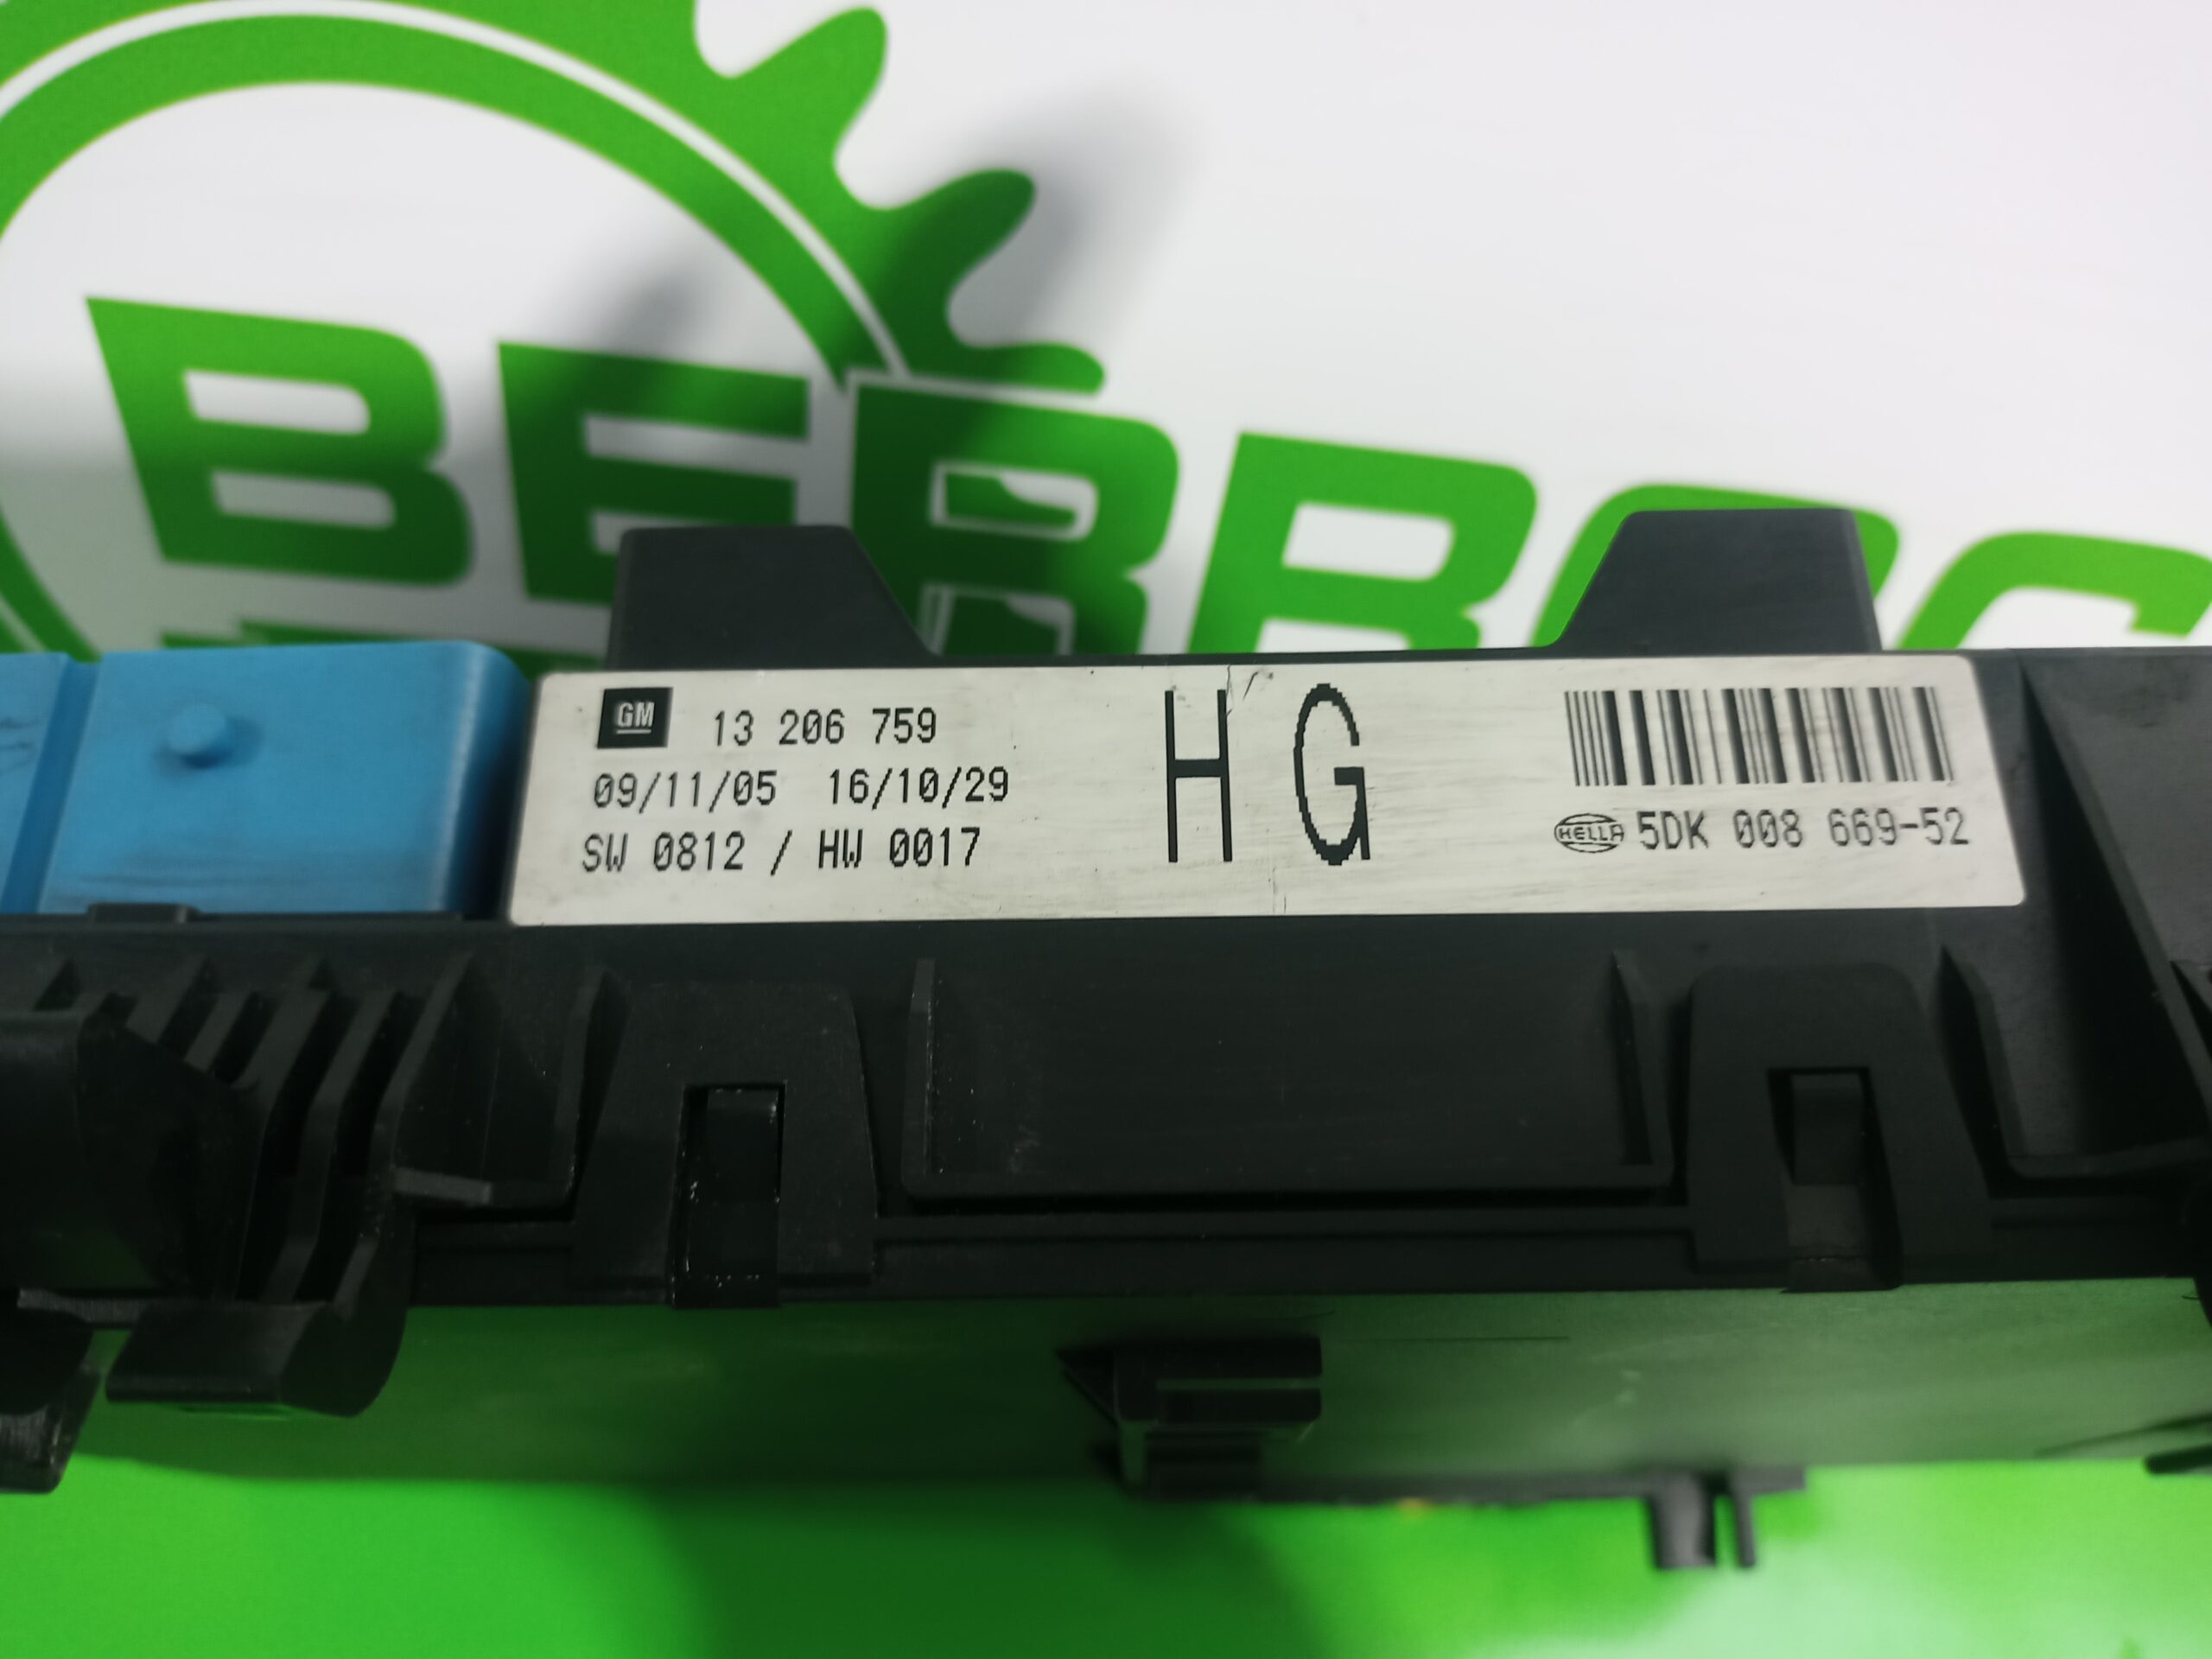 GM 13 206 759
09/11/05 16/10/29
SW 0812 / HW 0017
HG
HELLA 5DK 008 669-52